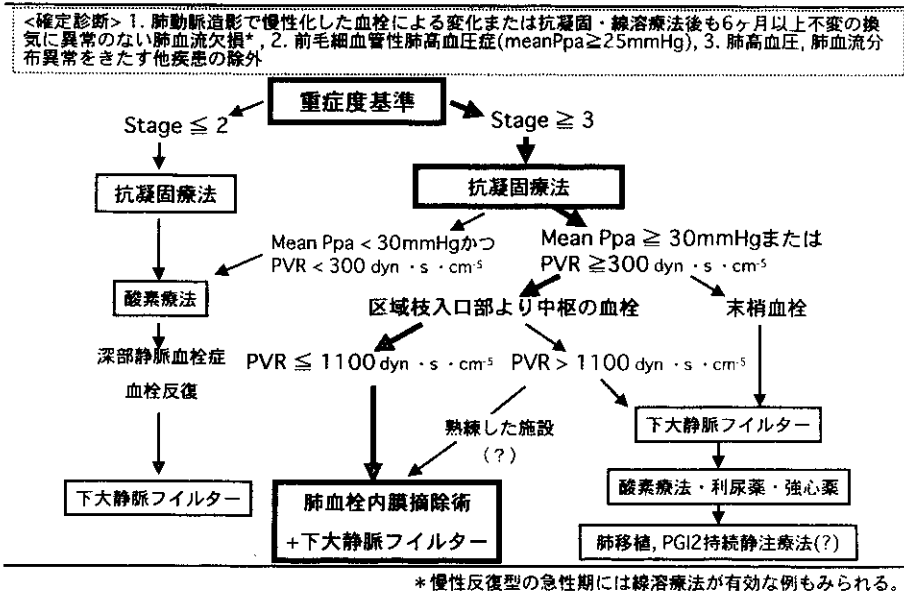 <確定診断> 1. 肺動脈造影で慢性化した血栓による変化または抗凝固・線溶療法後も6ヶ月以上不変の換
気に異常のない肺血流欠損*, 2. 前毛細血管性肺高血圧症(meanPpa≧25mmHg), 3. 肺高血圧, 肺血流分
布異常をきたす他疾患の除外
重症度基準
Stage ≦ 2
Stage ≧ 3
抗凝固療法
抗凝固療法
Mean Ppa < 30mmHgかつ
PVR < 300 dyn・s・cm⁻⁵
Mean Ppa ≧ 30mmHgまたは
PVR ≧300 dyn・s・cm⁻⁵
酸素療法
区域枝入口部より中枢の血栓
末梢血栓
深部静脈血栓症
血栓反復
PVR ≦ 1100 dyn・s・cm⁻⁵
PVR > 1100 dyn・s・cm⁻⁵
熟練した施設
(?)
下大静脈フイルター
下大静脈フイルター
肺血栓内膜摘除術
+下大静脈フイルター
酸素療法・利尿薬・強心薬
肺移植, PGI2持続静注療法(?)
*慢性反復型の急性期には線溶療法が有効な例もみられる。